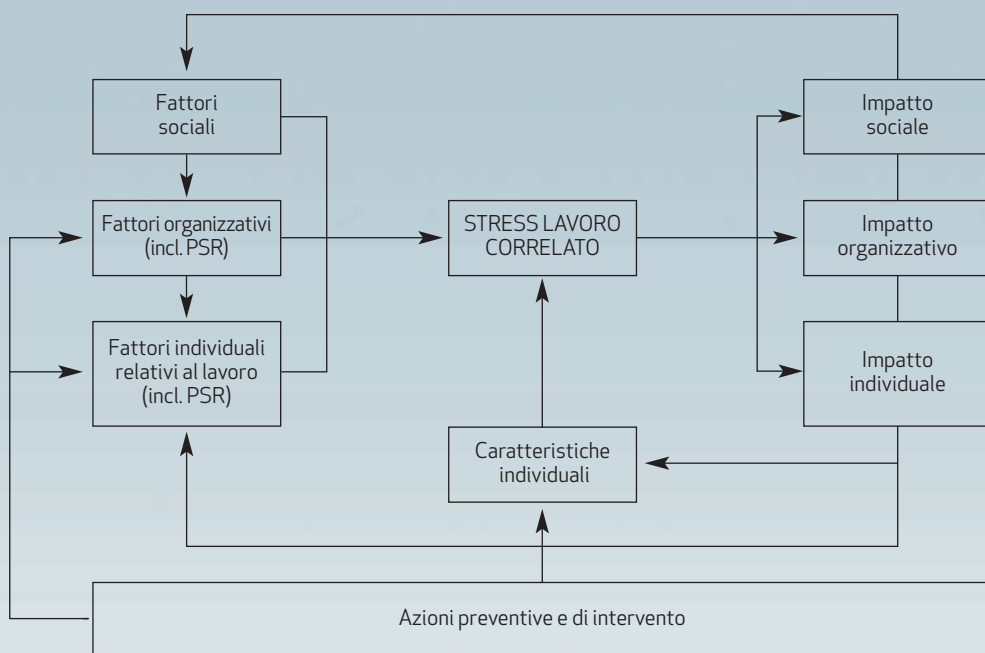 Fattori
sociali
Fattori organizzativi
(incl. PSR)
Fattori individuali
relativi al lavoro
(incl. PSR)
STRESS LAVORO
CORRELATO
Caratteristiche
individuali
Impatto
sociale
Impatto
organizzativo
Impatto
individuale
Azioni preventive e di intervento